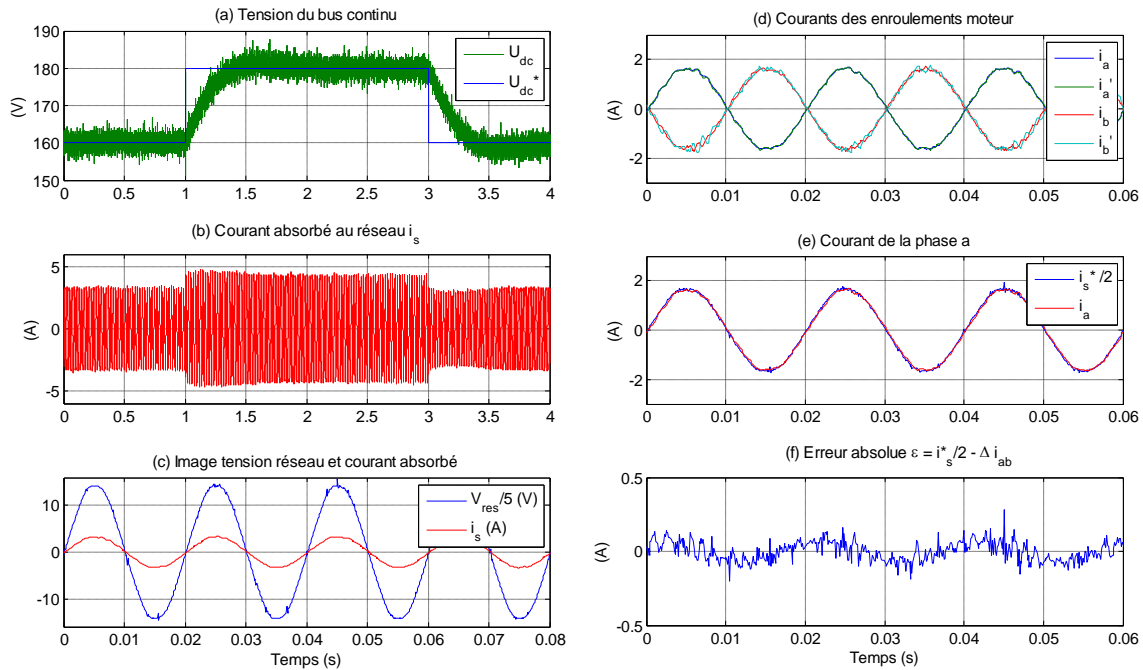 (a) Tension du bus continu
(V)
190
180
170
160
150
0 0.5 1 1.5 2 2.5 3 3.5 4
U_dc
U_dc*
(b) Courant absorbé au réseau i_s
(A)
5
0
-5
0 0.5 1 1.5 2 2.5 3 3.5 4
(c) Image tension réseau et courant absorbé
10
0
-10
0 0.01 0.02 0.03 0.04 0.05 0.06 0.07 0.08
V_res/5 (V)
i_s (A)
Temps (s)
(d) Courants des enroulements moteur
(A)
2
0
-2
0 0.01 0.02 0.03 0.04 0.05 0.06
i_a
i_a'
i_b
i_b'
(e) Courant de la phase a
(A)
2
0
-2
0 0.01 0.02 0.03 0.04 0.05 0.06
i_s*/2
i_a
(f) Erreur absolue ε = i*_s/2 - Δ i_ab
(A)
0.5
0
-0.5
0 0.01 0.02 0.03 0.04 0.05 0.06
Temps (s)